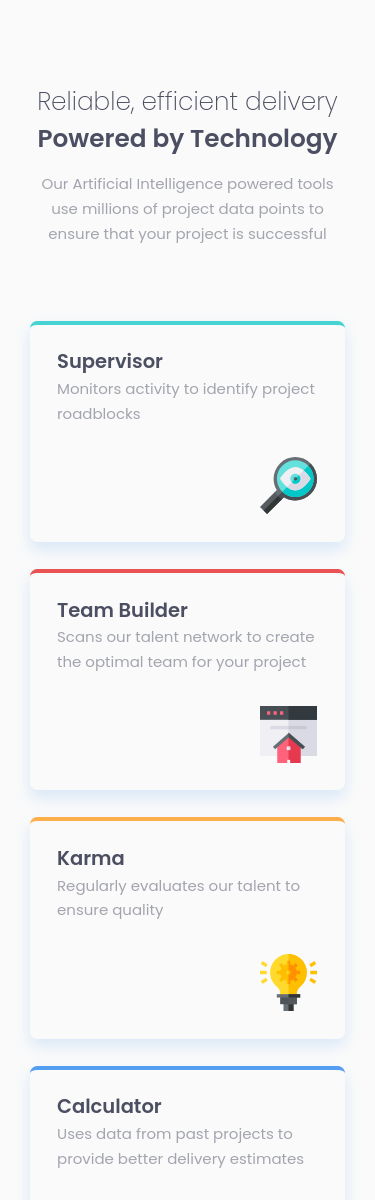 Reliable, efficient delivery
Powered by Technology
Our Artificial Intelligence powered tools
use millions of project data points to
ensure that your project is successful
Supervisor
Monitors activity to identify project
roadblocks
Team Builder
Scans our talent network to create
the optimal team for your project
Karma
Regularly evaluates our talent to
ensure quality
Calculator
Uses data from past projects to
provide better delivery estimates